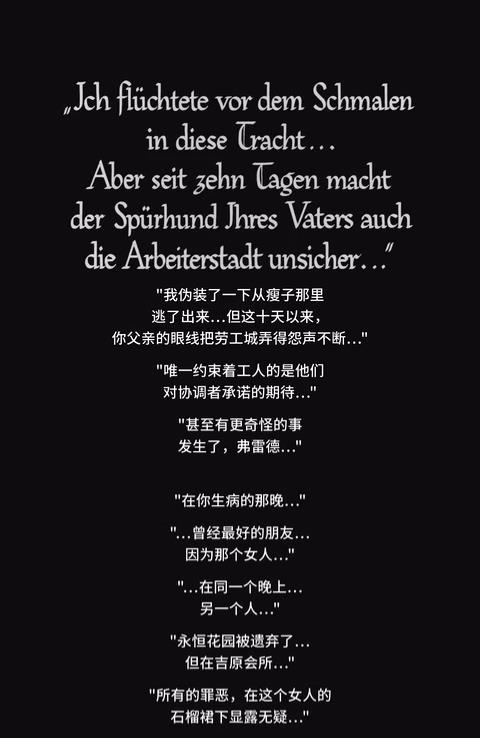 „Ich flüchtete vor dem Schmalen
in diese Tracht...
Aber seit zehn Tagen macht
der Spürhund Ihres Vaters auch
die Arbeiterstadt unsicher..."
"我伪装了一下从瘦子那里
逃了出来...但这十天以来，
你父亲的眼线把劳工城弄得怨声不断..."
"唯一约束着工人的是他们
对协调者承诺的期待..."
"甚至有更奇怪的事
发生了，弗雷德..."
"在你生病的那晚..."
"...曾经最好的朋友...
因为那个女人..."
"...在同一个晚上...
另一个人..."
"永恒花园被遗弃了...
但在吉原会所..."
"所有的罪恶，在这个女人的
石榴裙下显露无疑..."